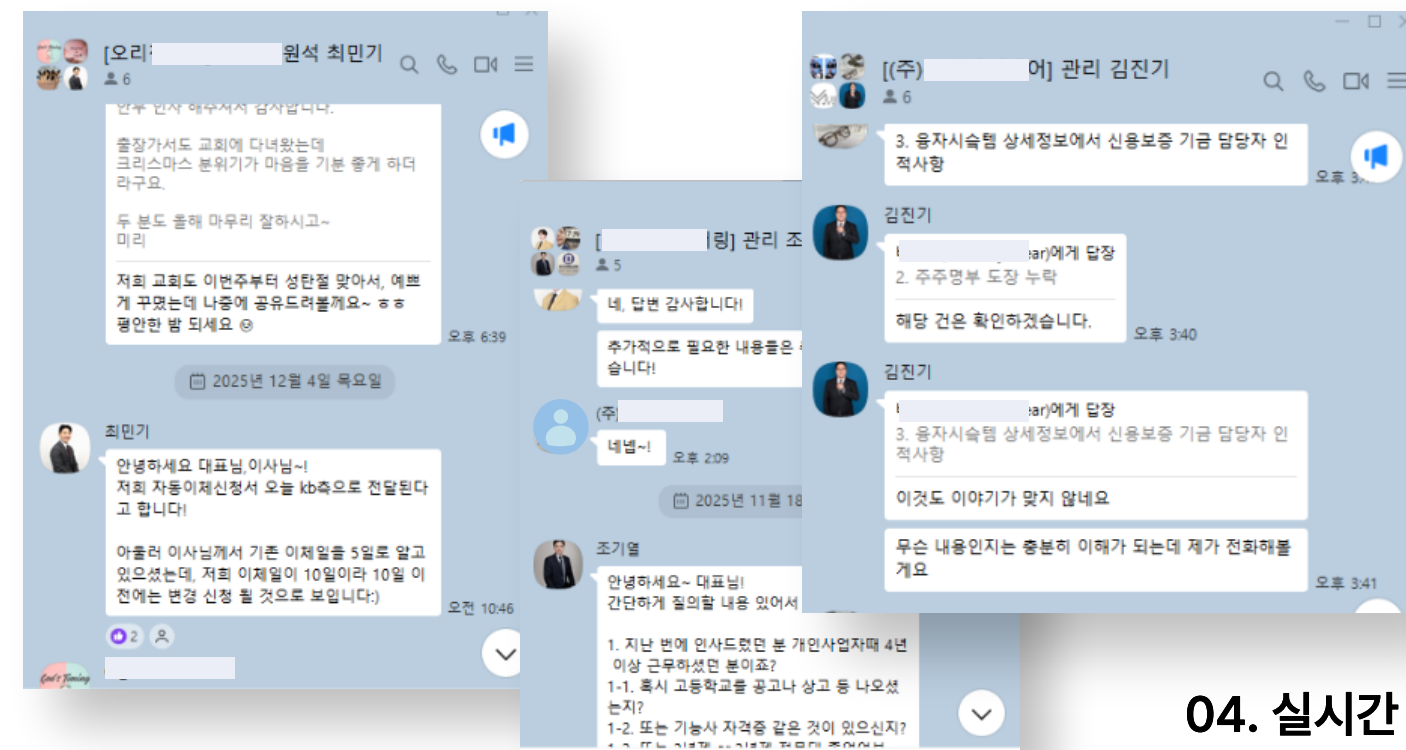 [오리
원석 최민기
6
안부 인사 해주셔서 감사합니다.
출장가서도 교회에 다녀왔는데
크리스마스 분위기가 마음을 기분 좋게 하더
라구요.
두 분도 올해 마무리 잘하시고~
미리
저희 교회도 이번주부터 성탄절 맞아서, 예쁘
게 꾸몄는데 나중에 공유드려볼께요~ ㅎㅎ
평안한 밤 되세요
오후 6:39
2025년 12월 4일 목요일
최민기
안녕하세요 대표님,이사님~!
저희 자동이체신청서 오늘 kb측으로 전달된다
고 합니다!
아울러 이사님께서 기존 이체일을 5일로 알고
있으셨는데, 저희 이체일이 10일이라 10일 이
전에는 변경 신청 될 것으로 보입니다:)
오전 10:46
2
God's Timing
[
링] 관리 조
5
네, 답변 감사합니다!
추가적으로 필요한 내용들은
습니다!
(주)
네넵~!
오후 2:09
2025년 11월 18
조기열
안녕하세요~ 대표님!
간단하게 질의할 내용 있어서
1. 지난 번에 인사드렸던 분 개인사업자때 4년
이상 근무하셨던 분이죠?
1-1. 혹시 고등학교를 공고나 상고 등 나오셨
는지?
1-2. 또는 기능사 자격증 같은 것이 있으신지?
[(주)
어] 관리 김진기
6
3. 융자시슥템 상세정보에서 신용보증 기금 담당자 인
적사항
오후 3:
김진기
ear)에게 답장
2. 주주명부 도장 누락
해당 건은 확인하겠습니다.
오후 3:40
김진기
ear)에게 답장
3. 융자시슥템 상세정보에서 신용보증 기금 담당자 인
적사항
이것도 이야기가 맞지 않네요
무슨 내용인지는 충분히 이해가 되는데 제가 전화해볼
게요
오후 3:41
04. 실시간